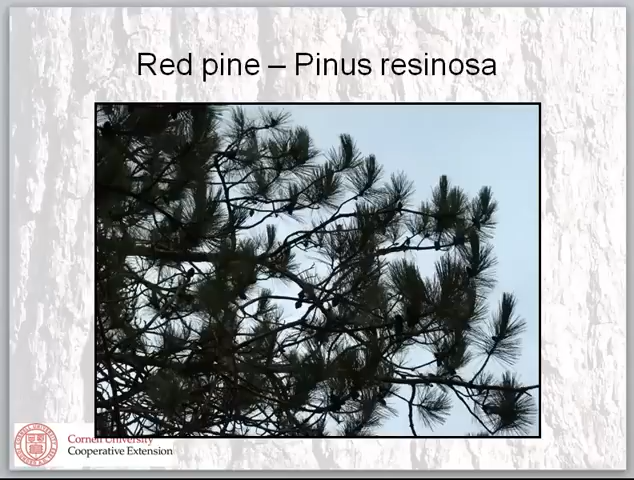 Red pine – Pinus resinosa
Cornell University
Cooperative Extension